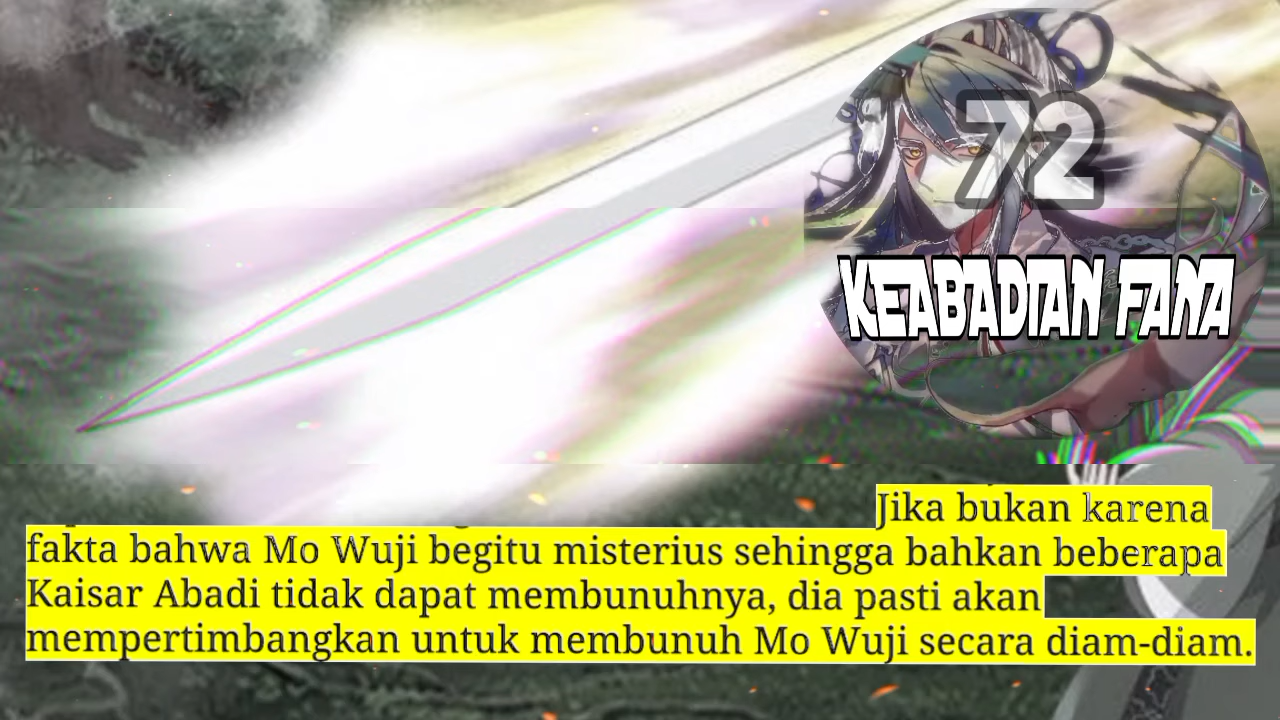 72
KEABADIAN FANA
Jika bukan karena
fakta bahwa Mo Wuji begitu misterius sehingga bahkan beberapa
Kaisar Abadi tidak dapat membunuhnya, dia pasti akan
mempertimbangkan untuk membunuh Mo Wuji secara diam-diam.